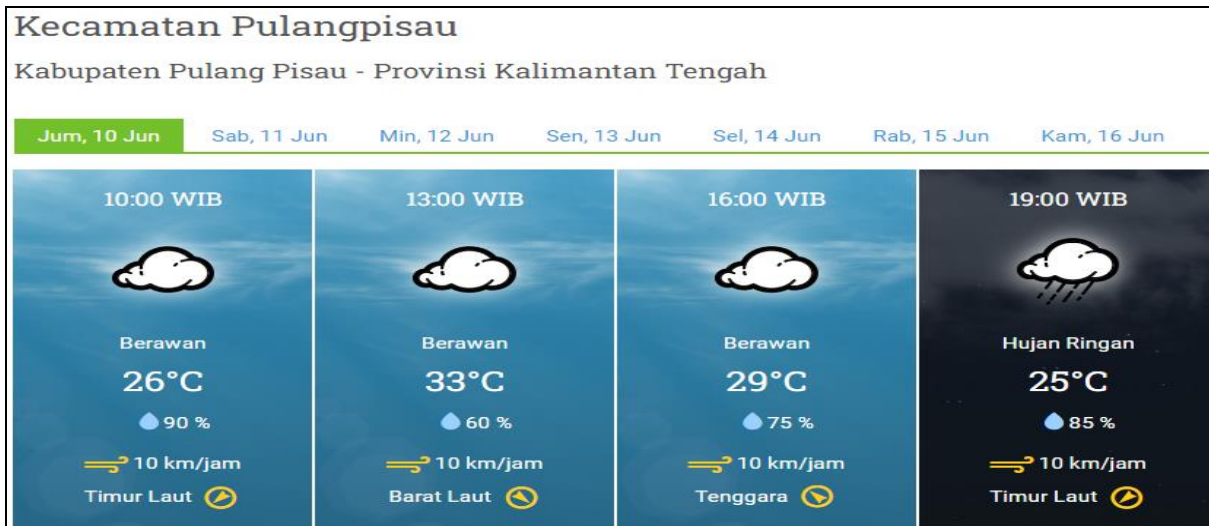 Kecamatan Pulangpisau
Kabupaten Pulang Pisau - Provinsi Kalimantan Tengah
Jum, 10 Jun Sab, 11 Jun Min, 12 Jun Sen, 13 Jun Sel, 14 Jun Rab, 15 Jun Kam, 16 Jun
10:00 WIB 13:00 WIB 16:00 WIB 19:00 WIB
Berawan Berawan Berawan Hujan Ringan
26°C 33°C 29°C 25°C
90 % 60 % 75 % 85 %
10 km/jam 10 km/jam 10 km/jam 10 km/jam
Timur Laut Barat Laut Tenggara Timur Laut